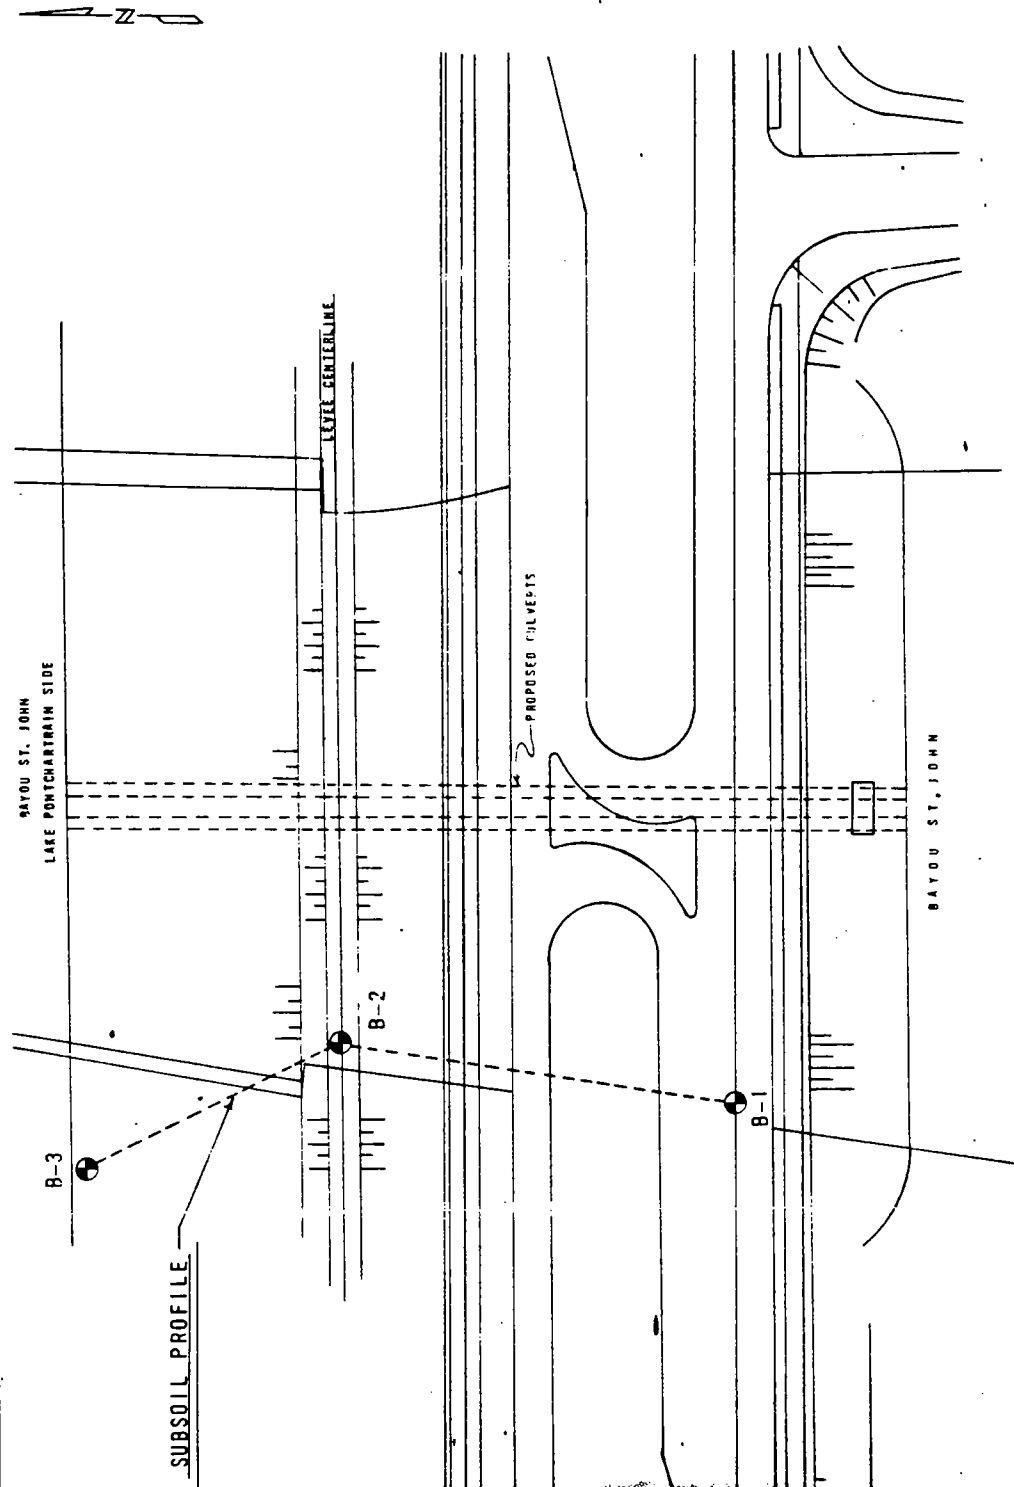 N
LEVEE CENTERLINE
BAYOU ST. JOHN
LAKE PONTCHARTRAIN SIDE
PROPOSED CULVERTS
BAYOU ST. JOHN
B-2
B-1
B-3
SUBSOIL PROFILE